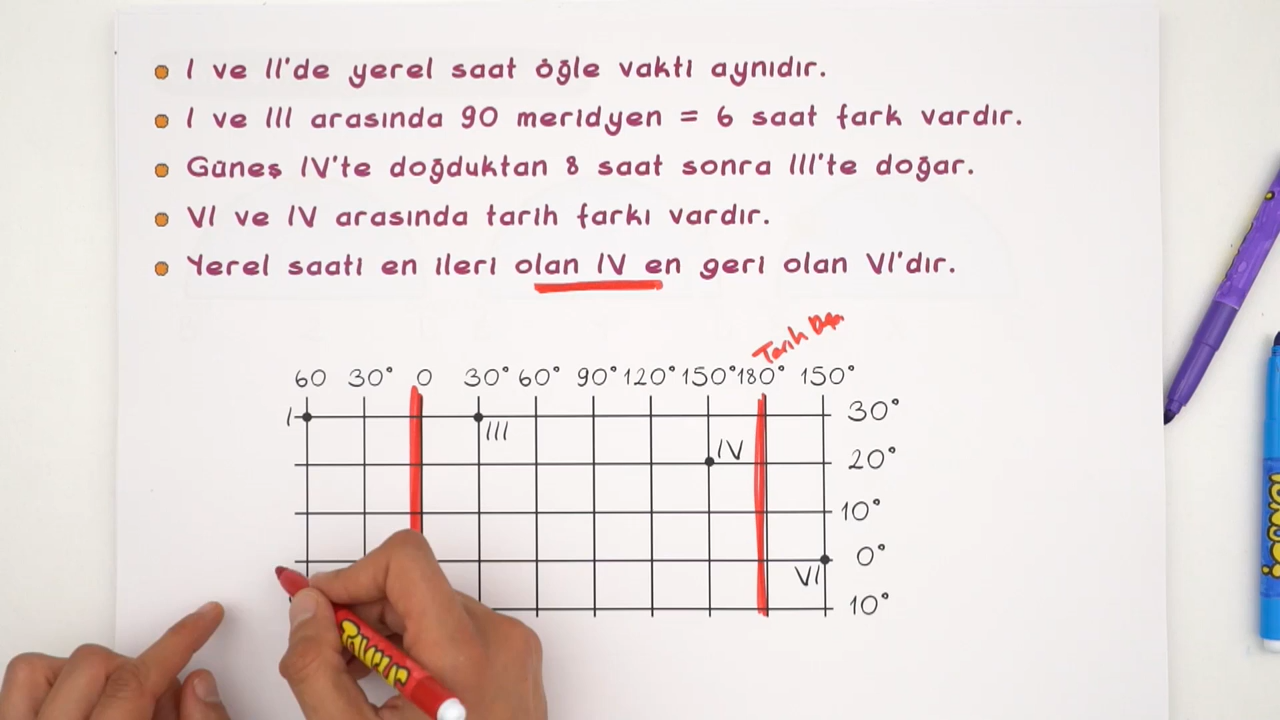 I ve II'de yerel saat öğle vakti aynıdır.
I ve III arasında 90 meridyen = 6 saat fark vardır.
Güneş IV'te doğduktan 8 saat sonra III'te doğar.
VI ve IV arasında tarih farkı vardır.
Yerel saati en ileri olan IV en geri olan VI'dır.
Tarih
60 30° 0 30° 60° 90° 120° 150° 180° 150°
I
30°
III
IV
20°
10°
0°
VI
10°